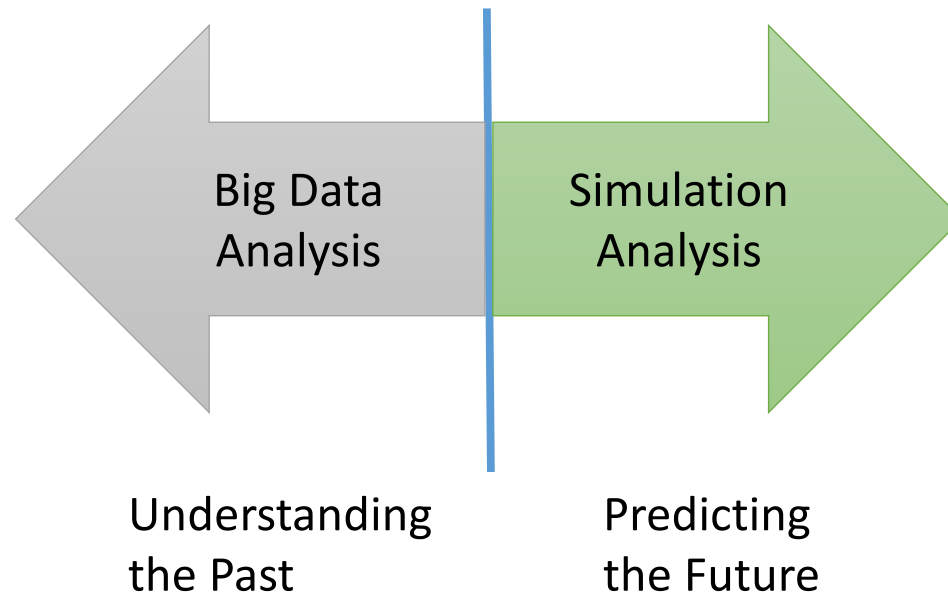 Big Data
Analysis
Simulation
Analysis
Understanding
the Past
Predicting
the Future